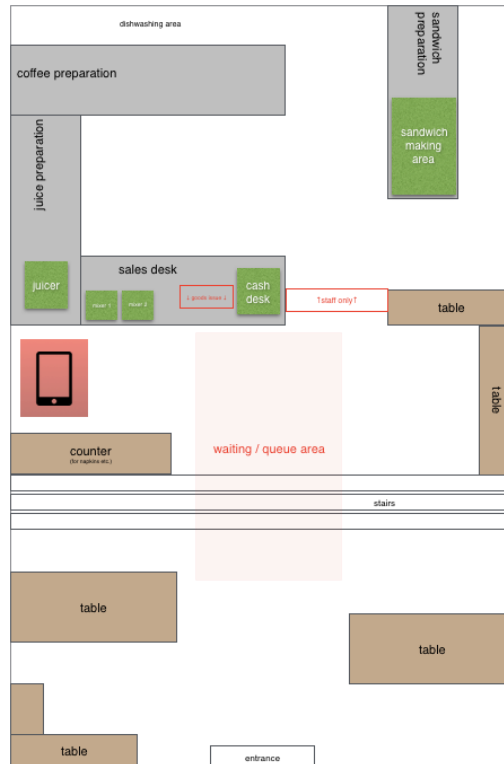 dishwashing area
coffee preparation
sandwich
preparation
juice preparation
sandwich
making
area
sales desk
juicer
mixer 1
mixer 2
↓ goods down ↓
cash
desk
↑staff only↑
table
table
counter
(for napkins etc.)
waiting / queue area
stairs
table
table
table
entrance